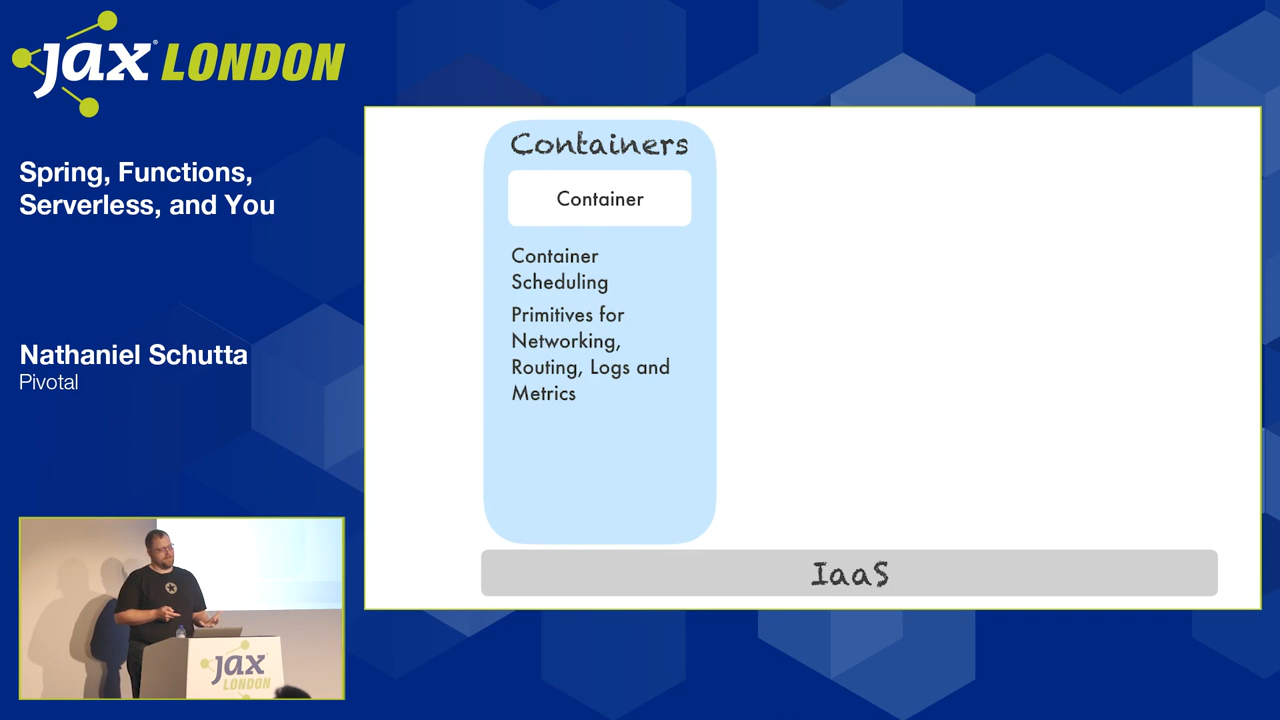 jax® LONDON
Spring, Functions,
Serverless, and You
Nathaniel Schutta
Pivotal
Containers
Container
Container
Scheduling
Primitives for
Networking,
Routing, Logs and
Metrics
IaaS
jax
LONDON